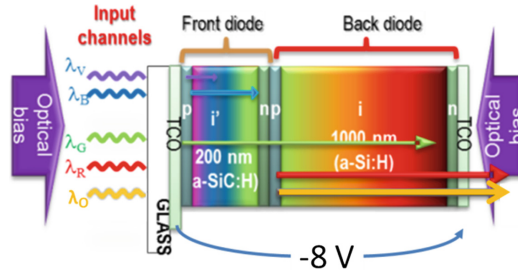 Input channels
Front diode
Back diode
Optical bias
λV
λB
λG
λR
λO
GLASS
TCO
p
i'
n
p
i
n
200 nm
(a-SiC:H)
1000 nm
(a-Si:H)
TCO
Optical bias
-8 V